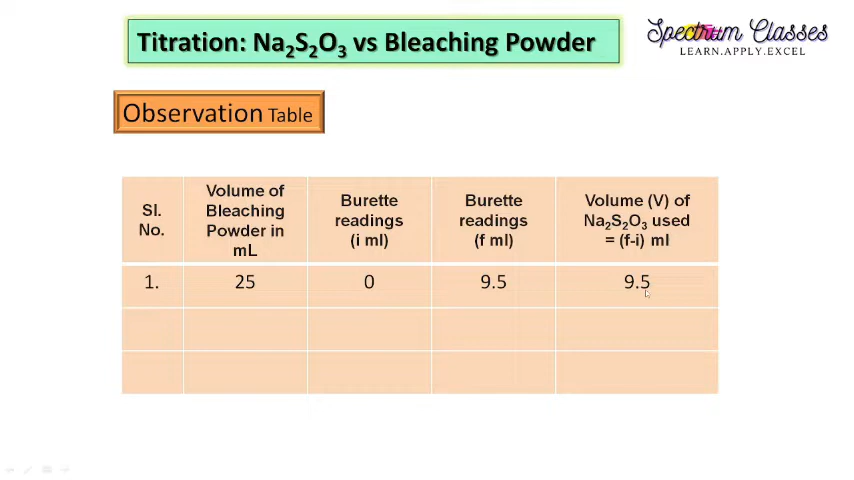 Titration: Na₂S₂O₃ vs Bleaching Powder
Spectrum Classes
LEARN.APPLY.EXCEL
Observation Table
Sl. No.
Volume of Bleaching Powder in mL
Burette readings (i ml)
Burette readings (f ml)
Volume (V) of Na₂S₂O₃ used = (f-i) ml
1. 25 0 9.5 9.5